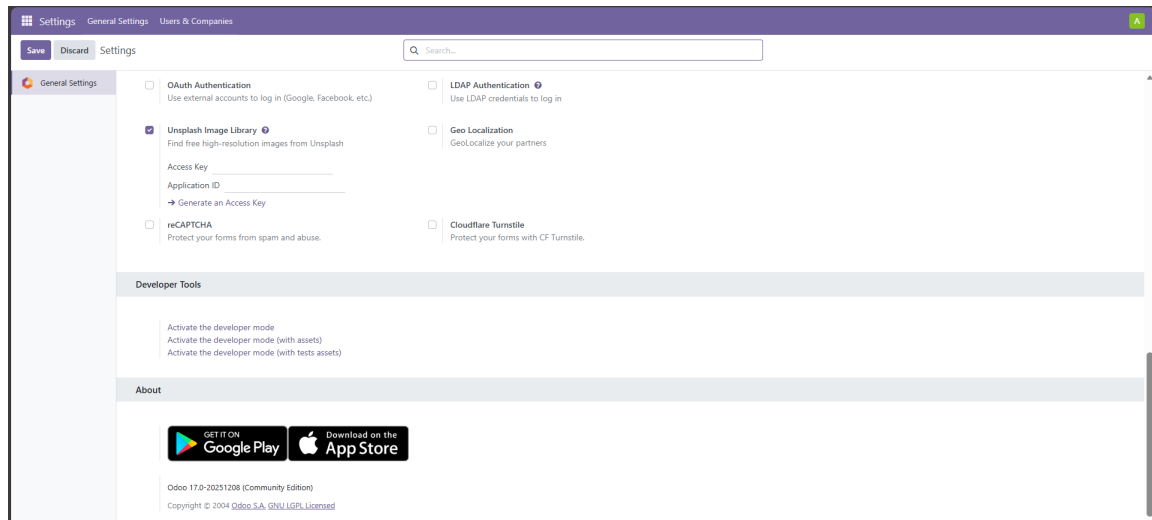 Settings General Settings Users & Companies
A
Save Discard Settings
Search...
General Settings
OAuth Authentication
Use external accounts to log in (Google, Facebook, etc.)
LDAP Authentication ?
Use LDAP credentials to log in
Unsplash Image Library ?
Find free high-resolution images from Unsplash
Access Key
Application ID
→ Generate an Access Key
Geo Localization
GeoLocalize your partners
reCAPTCHA
Protect your forms from spam and abuse.
Cloudflare Turnstile
Protect your forms with CF Turnstile.
Developer Tools
Activate the developer mode
Activate the developer mode (with assets)
Activate the developer mode (with tests assets)
About
GET IT ON
Google Play
Download on the
App Store
Odoo 17.0-20251208 (Community Edition)
Copyright © 2004 Odoo S.A. GNU LGPL Licensed